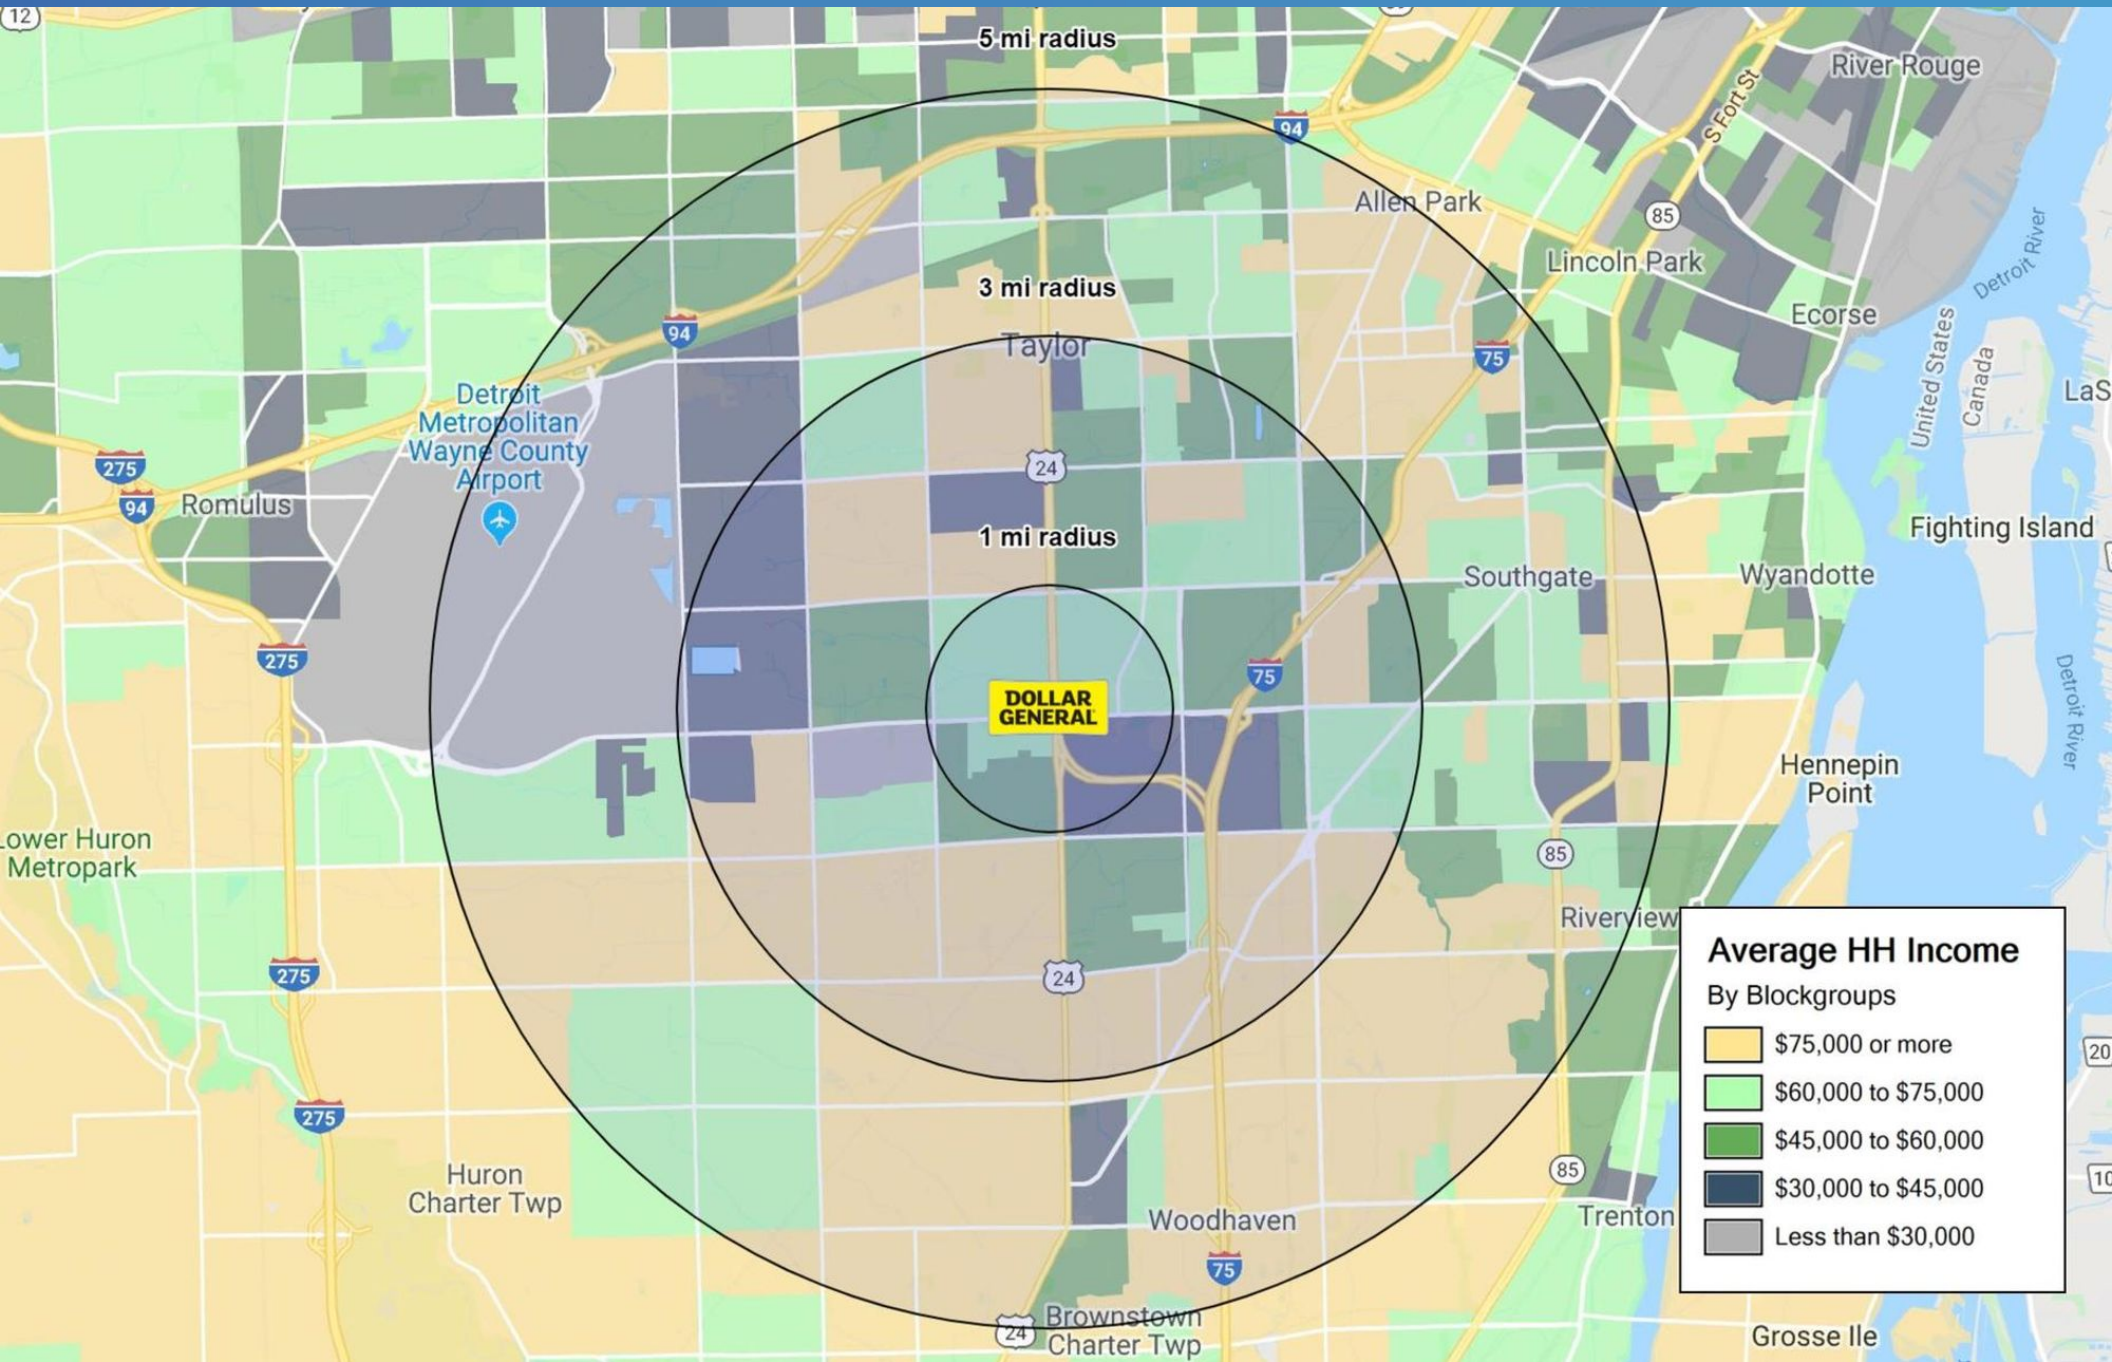 12
5 mi radius
River Rouge
S Fort St
94
Allen Park
85
Lincoln Park
Detroit River
3 mi radius
Ecorse
94
Taylor
75
United States
Canada
LaS
Detroit
Metropolitan
Wayne County
Airport
275
24
94
Romulus
1 mi radius
Fighting Island
Southgate
Wyandotte
275
75
Detroit River
DOLLAR
GENERAL
Hennepin
Point
Lower Huron
Metropark
85
Riverview
275
24
Average HH Income
By Blockgroups
$75,000 or more
$60,000 to $75,000
$45,000 to $60,000
$30,000 to $45,000
Less than $30,000
20
10
275
Huron
Charter Twp
85
Woodhaven
Trenton
75
24
Brownstown
Charter Twp
Grosse Ile